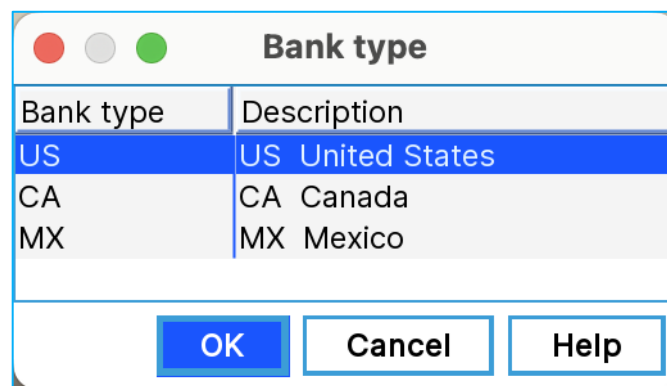 Bank type
Bank type Description
US US United States
CA CA Canada
MX MX Mexico
OK Cancel Help